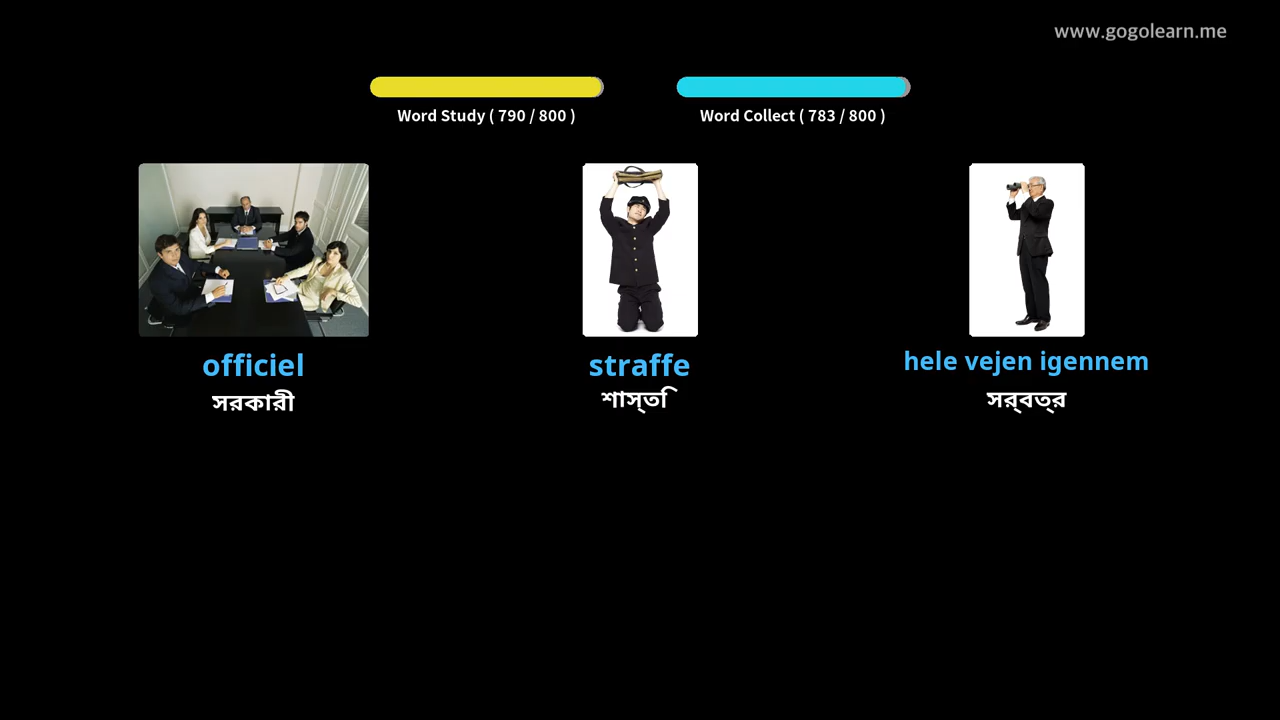 www.gogolearn.me
Word Study ( 790 / 800 )
Word Collect ( 783 / 800 )
officiel
straffe
hele vejen igennem
সরকারী
শাস্তি
সর্বত্র